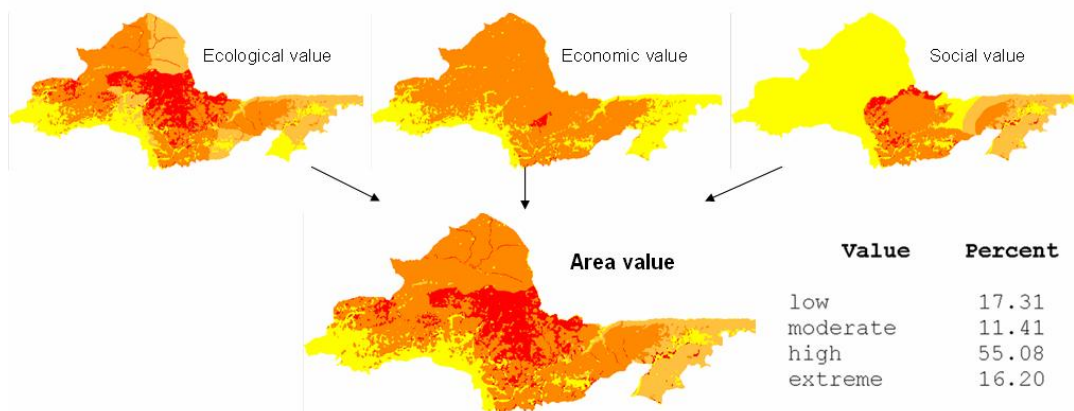 Ecological value
Economic value
Social value
Area value
Value Percent
low 17.31
moderate 11.41
high 55.08
extreme 16.20